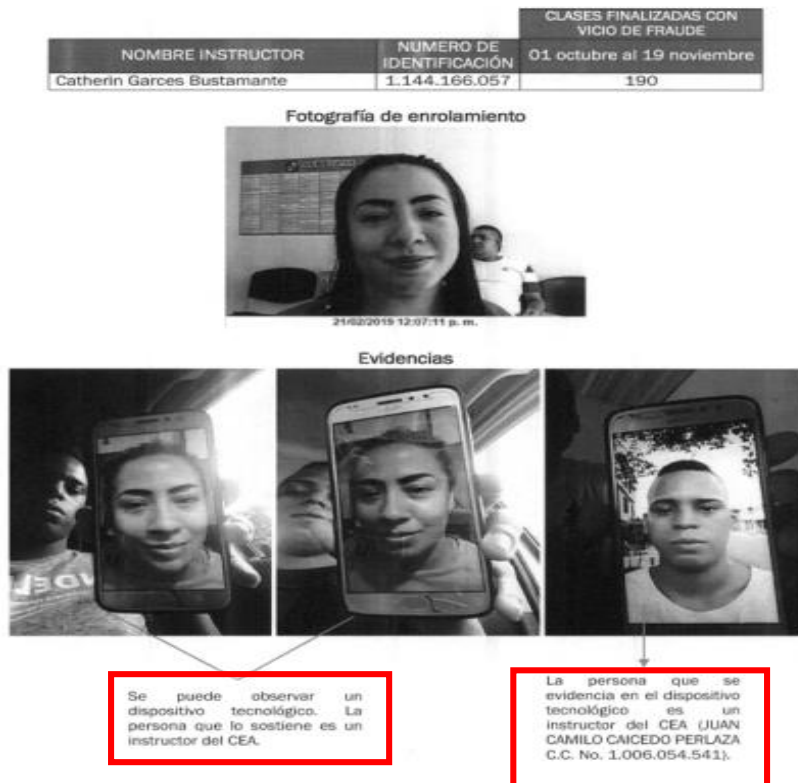 CLASES FINALIZADAS CON
VICIO DE FRAUDE
NOMBRE INSTRUCTOR
NUMERO DE
IDENTIFICACIÓN
01 octubre al 19 noviembre
Catherin Garces Bustamante
1.144.166.057
190
Fotografía de enrolamiento
21/02/2019 12:07:11 p. m.
Evidencias
Se puede observar un
dispositivo tecnológico. La
persona que lo sostiene es un
instructor del CEA.
La persona que se
evidencia en el dispositivo
tecnológico es un
instructor del CEA (JUAN
CAMILO CAICEDO PERLAZA
C.C. No. 1.006.054.541).